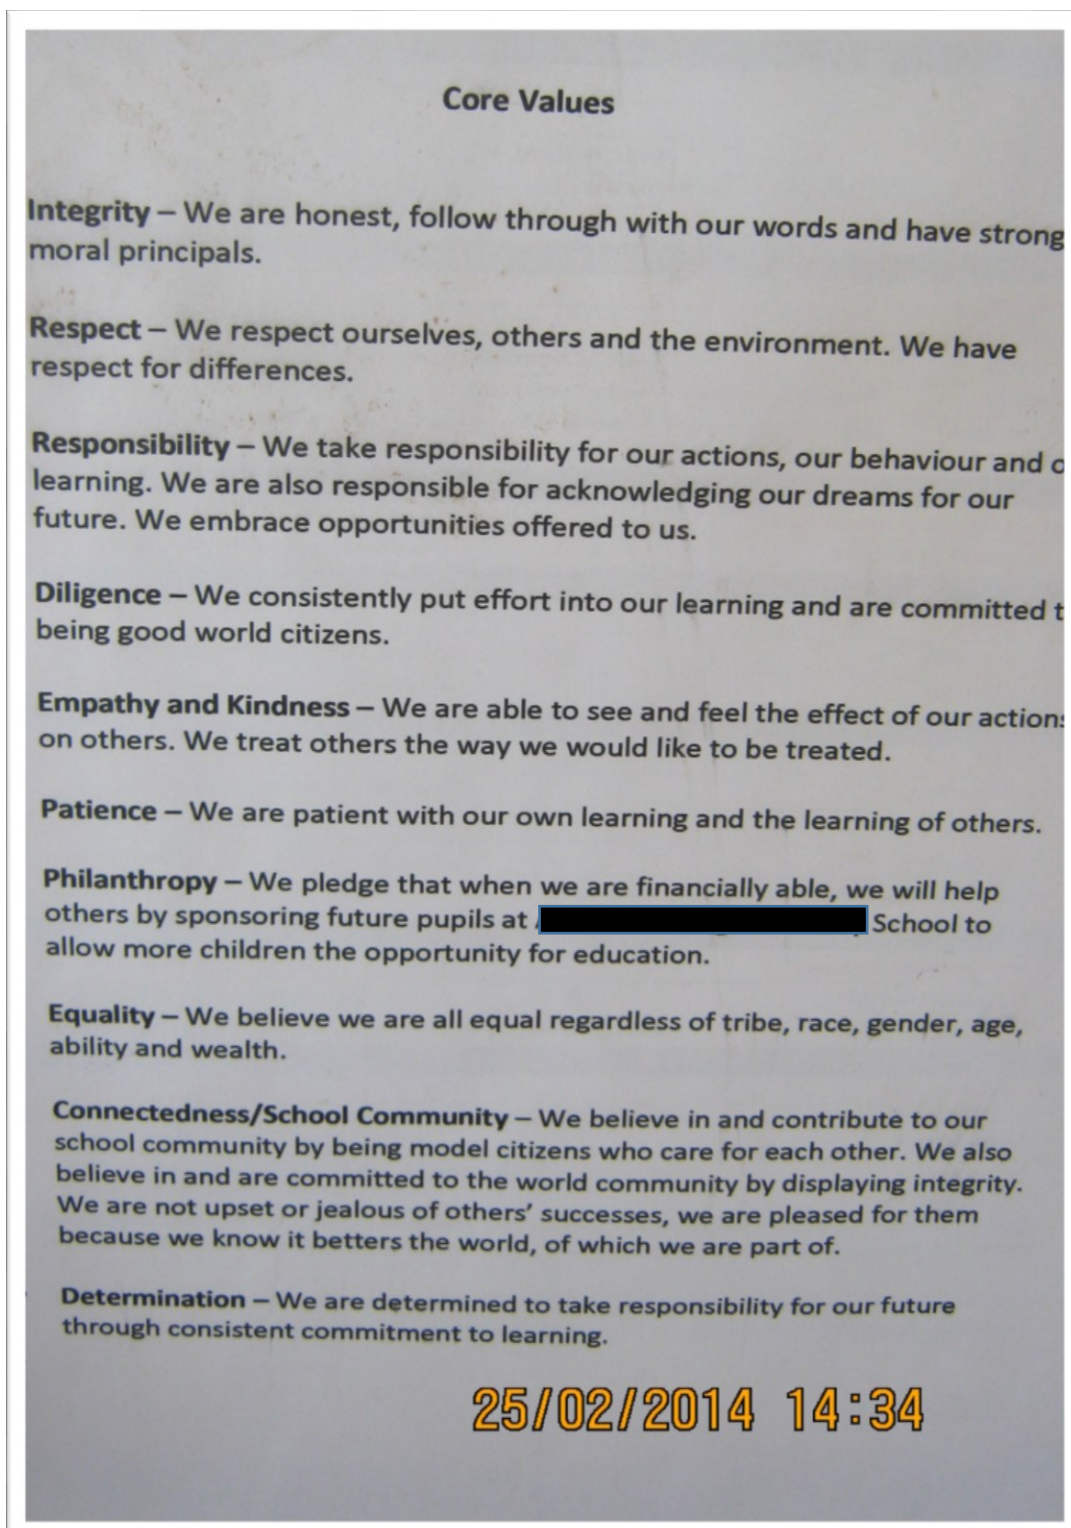 Core Values
Integrity – We are honest, follow through with our words and have strong
moral principals.
Respect – We respect ourselves, others and the environment. We have
respect for differences.
Responsibility – We take responsibility for our actions, our behaviour and
learning. We are also responsible for acknowledging our dreams for our
future. We embrace opportunities offered to us.
Diligence – We consistently put effort into our learning and are committed
being good world citizens.
Empathy and Kindness – We are able to see and feel the effect of our actions
on others. We treat others the way we would like to be treated.
Patience – We are patient with our own learning and the learning of others.
Philanthropy – We pledge that when we are financially able, we will help
others by sponsoring future pupils at School to
allow more children the opportunity for education.
Equality – We believe we are all equal regardless of tribe, race, gender, age,
ability and wealth.
Connectedness/School Community – We believe in and contribute to our
school community by being model citizens who care for each other. We also
believe in and are committed to the world community by displaying integrity.
We are not upset or jealous of others’ successes, we are pleased for them
because we know it betters the world, of which we are part of.
Determination – We are determined to take responsibility for our future
through consistent commitment to learning.
25/02/2014 14:34